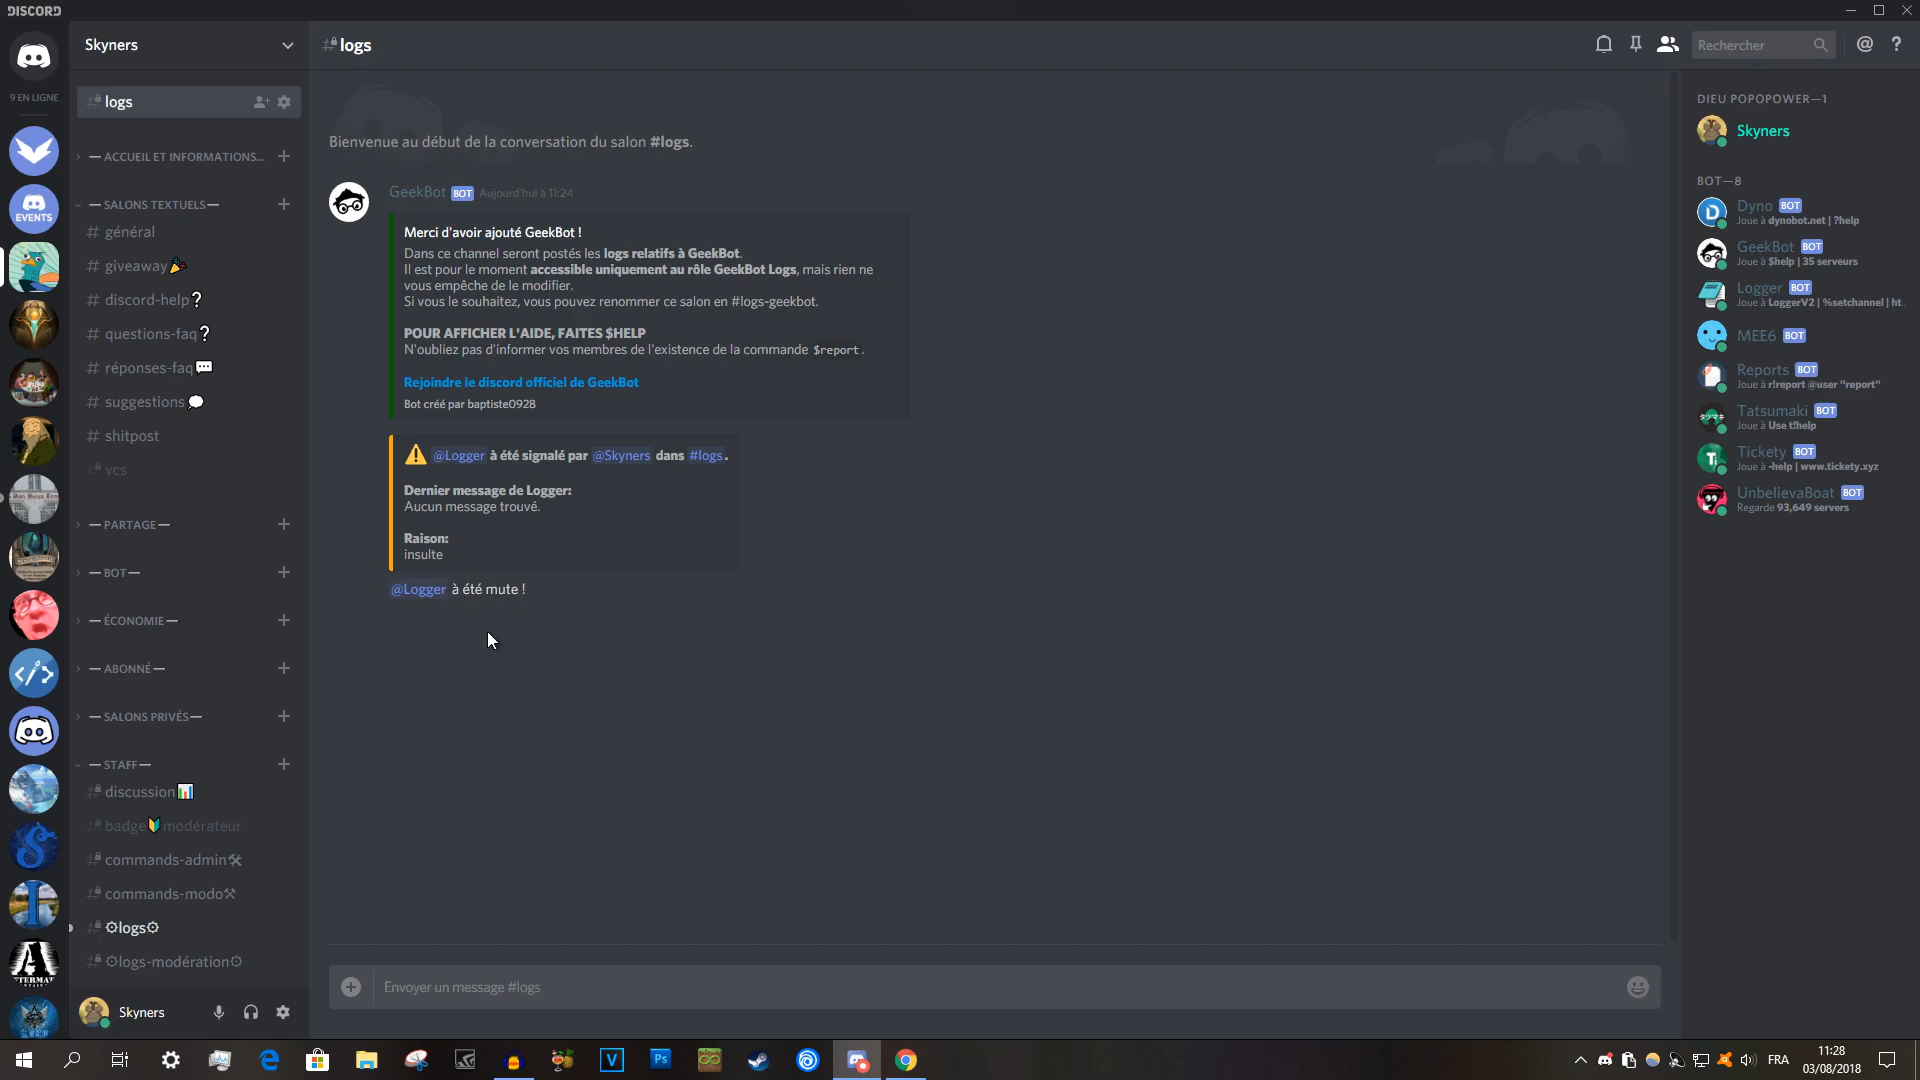 DISCORD
9 EN LIGNE
EVENTS
Skyners
logs
— ACCUEIL ET INFORMATIONS...
— SALONS TEXTUELS—
général
giveaway🎉
discord-help❓
questions-faq❓
réponses-faq💬
suggestions💭
shitpost
vcs
— PARTAGE—
— BOT—
— ÉCONOMIE—
— ABONNÉ—
— SALONS PRIVÉS—
— STAFF—
discussion📊
badge🔰modérateur
commands-admin🛠
commands-modo⚒
⚙logs⚙
⚙logs-modération⚙
Skyners
logs
Rechercher
Bienvenue au début de la conversation du salon #logs.
GeekBot BOT Aujourd'hui à 11:24
Merci d'avoir ajouté GeekBot !
Dans ce channel seront postés les logs relatifs à GeekBot.
Il est pour le moment accessible uniquement au rôle GeekBot Logs, mais rien ne
vous empêche de le modifier.
Si vous le souhaitez, vous pouvez renommer ce salon en #logs-geekbot.
POUR AFFICHER L'AIDE, FAITES $HELP
N'oubliez pas d'informer vos membres de l'existence de la commande $report.
Rejoindre le discord officiel de GeekBot
Bot créé par baptiste0928
⚠ @Logger à été signalé par @Skyners dans #logs.
Dernier message de Logger:
Aucun message trouvé.
Raison:
insulte
@Logger à été mute !
Envoyer un message #logs
DIEU POPOPOWER—1
Skyners
BOT—8
Dyno BOT
Joue à dynobot.net | ?help
GeekBot BOT
Joue à $help | 35 serveurs
Logger BOT
Joue à LoggerV2 | %setchannel | ht...
MEE6 BOT
Reports BOT
Joue à r!report @user "report"
Tatsumaki BOT
Joue à Use t!help
Tickety BOT
Joue à -help | www.tickety.xyz
UnbelievaBoat BOT
Regarde 93,649 servers
FRA
11:28
03/08/2018